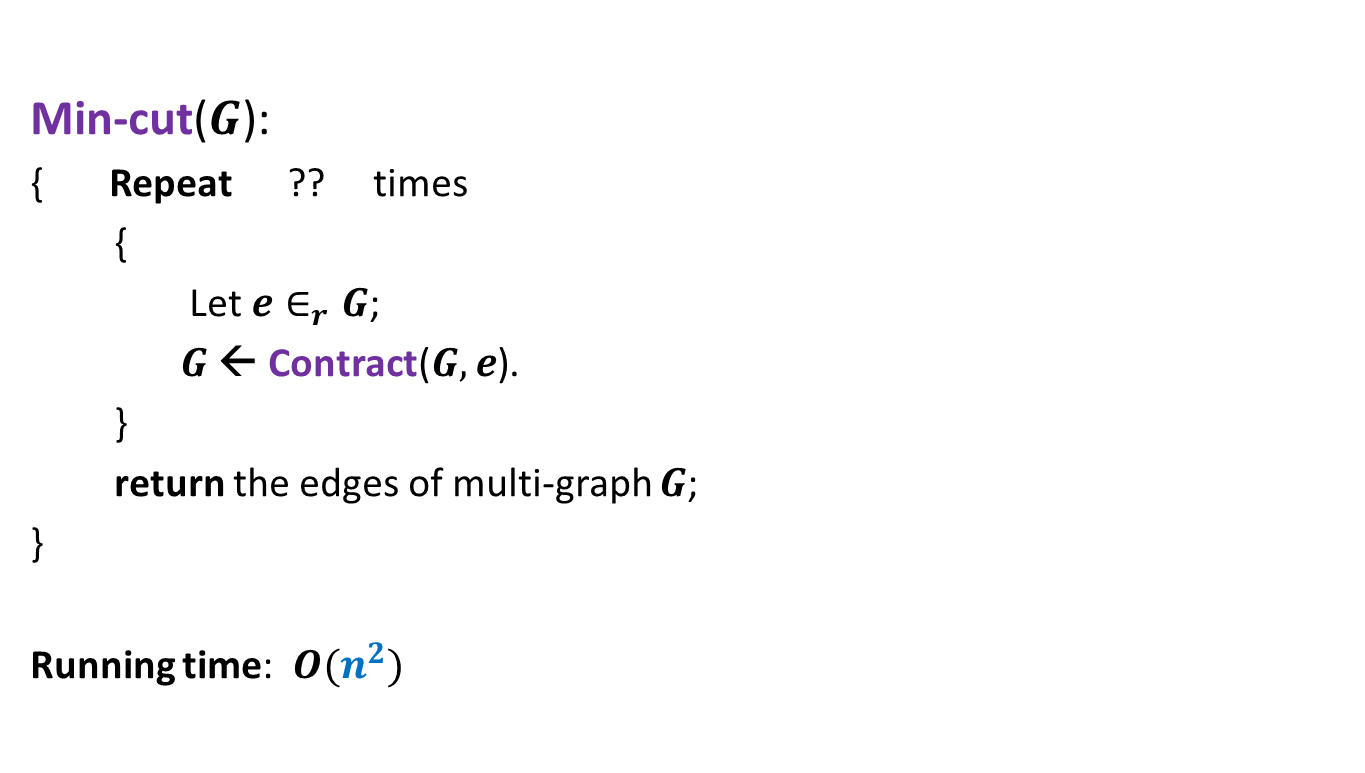 Min-cut(G):
{ Repeat ?? times
{
Let e ∈r G;
G ← Contract(G, e).
}
return the edges of multi-graph G;
}
Running time: O(n²)